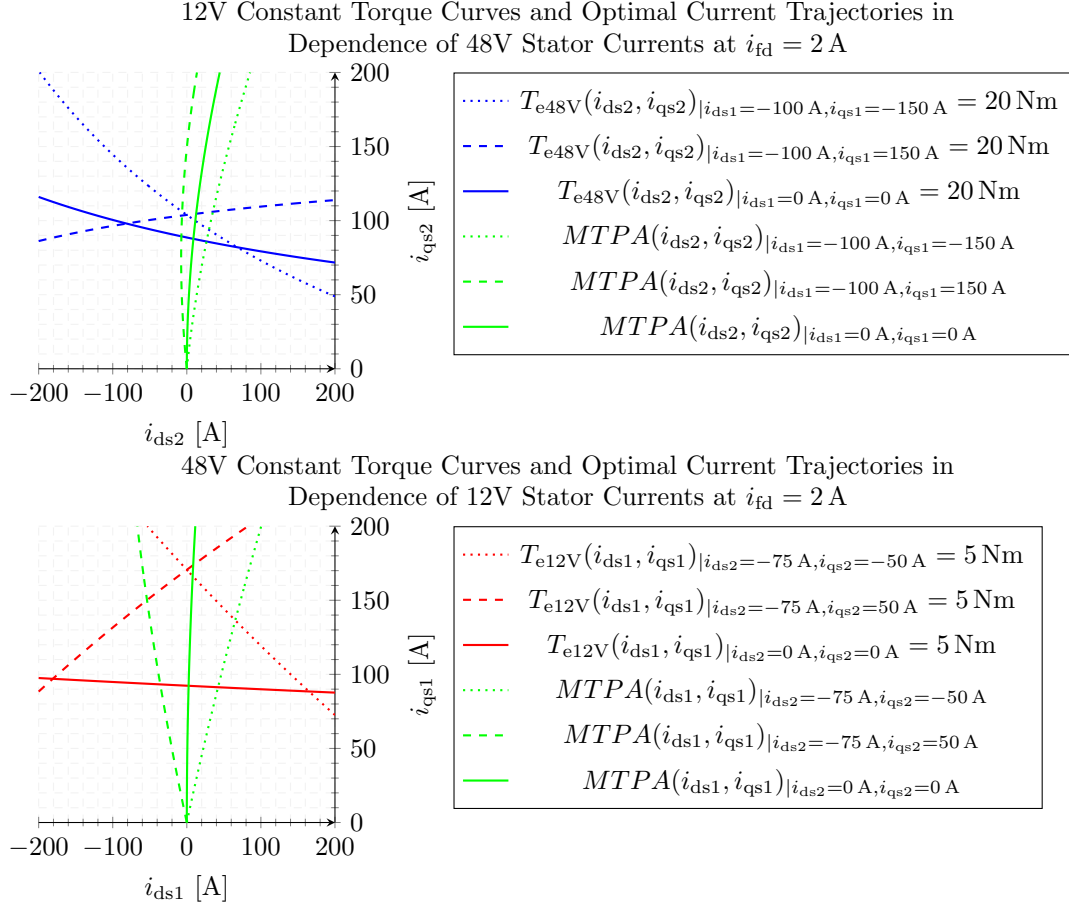 12V Constant Torque Curves and Optimal Current Trajectories in
Dependence of 48V Stator Currents at i_fd = 2 A
200
150
100
50
0
i_qs2 [A]
−200 −100 0 100 200
i_ds2 [A]
T_e48V(i_ds2, i_qs2)_|i_ds1=−100 A,i_qs1=−150 A = 20 Nm
T_e48V(i_ds2, i_qs2)_|i_ds1=−100 A,i_qs1=150 A = 20 Nm
T_e48V(i_ds2, i_qs2)_|i_ds1=0 A,i_qs1=0 A = 20 Nm
MTPA(i_ds2, i_qs2)_|i_ds1=−100 A,i_qs1=−150 A
MTPA(i_ds2, i_qs2)_|i_ds1=−100 A,i_qs1=150 A
MTPA(i_ds2, i_qs2)_|i_ds1=0 A,i_qs1=0 A
48V Constant Torque Curves and Optimal Current Trajectories in
Dependence of 12V Stator Currents at i_fd = 2 A
200
150
100
50
0
i_qs1 [A]
−200 −100 0 100 200
i_ds1 [A]
T_e12V(i_ds1, i_qs1)_|i_ds2=−75 A,i_qs2=−50 A = 5 Nm
T_e12V(i_ds1, i_qs1)_|i_ds2=−75 A,i_qs2=50 A = 5 Nm
T_e12V(i_ds1, i_qs1)_|i_ds2=0 A,i_qs2=0 A = 5 Nm
MTPA(i_ds1, i_qs1)_|i_ds2=−75 A,i_qs2=−50 A
MTPA(i_ds1, i_qs1)_|i_ds2=−75 A,i_qs2=50 A
MTPA(i_ds1, i_qs1)_|i_ds2=0 A,i_qs2=0 A